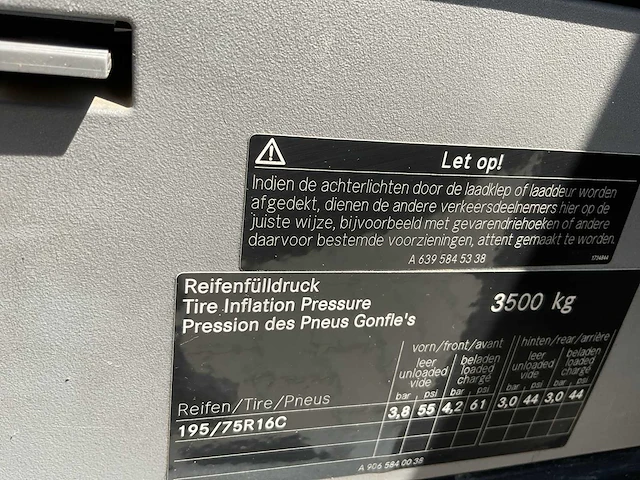 Let op!
Indien de achterlichten door de laadklep of laaddeur worden
afgedekt, dienen de andere verkeersdeelnemers hier op de
juiste wijze, bijvoorbeeld met gevarendriehoeken of andere
daarvoor bestemde voorzieningen, attent gemaakt te worden.
A 639 584 53 38
Reifenfülldruck
Tire Inflation Pressure
Pression des Pneus Gonfle's
3500 kg
vorn/front/avant hinten/rear/arrière
leer beladen leer beladen
unloaded loaded unloaded loaded
vide chargé vide chargé
Reifen/Tire/Pneus bar psi bar psi bar psi bar psi
195/75R16C 3,8 55 4,2 61 3,0 44 3,0 44
A 906 584 00 38